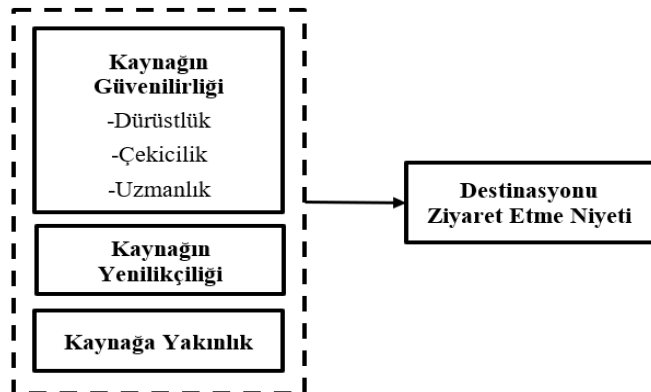 Kaynağın
Güvenilirliği
-Dürüstlük
-Çekicilik
-Uzmanlık
Kaynağın
Yenilikçiliği
Kaynağa Yakınlık
Destinasyonu
Ziyaret Etme Niyeti